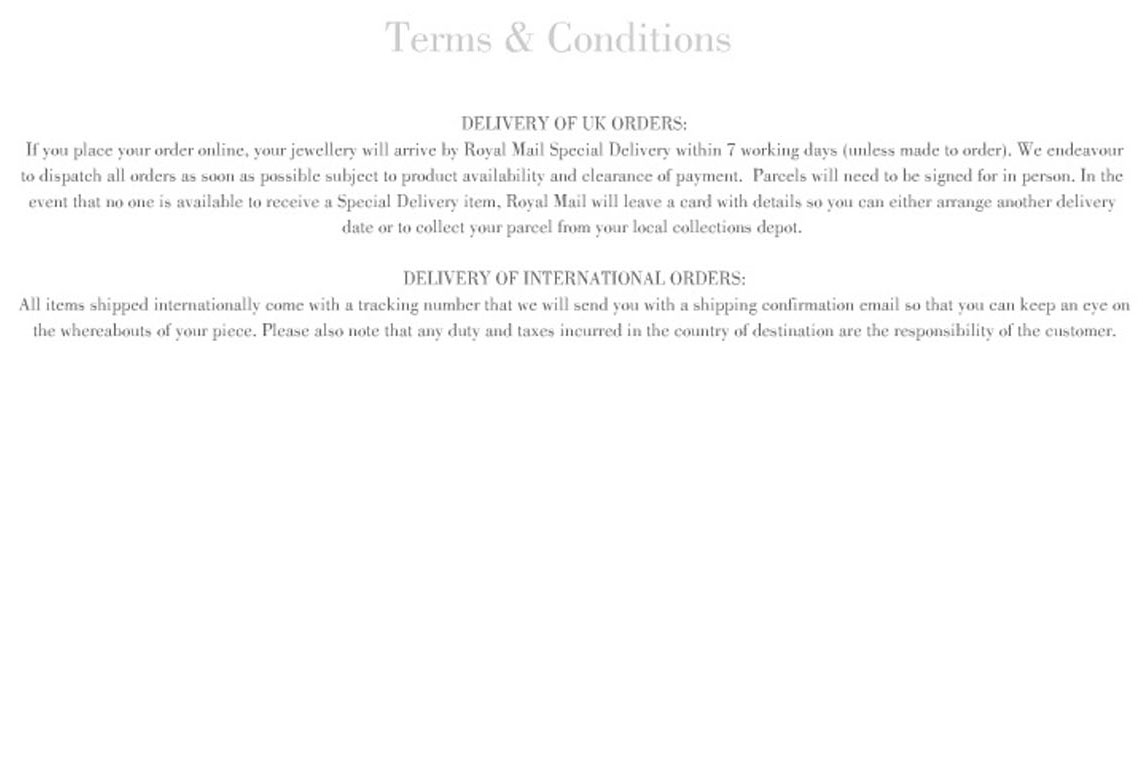 Terms & Conditions
DELIVERY OF UK ORDERS:
If you place your order online, your jewellery will arrive by Royal Mail Special Delivery within 7 working days (unless made to order). We endeavour
to dispatch all orders as soon as possible subject to product availability and clearance of payment.  Parcels will need to be signed for in person. In the
event that no one is available to receive a Special Delivery item, Royal Mail will leave a card with details so you can either arrange another delivery
date or to collect your parcel from your local collections depot.
DELIVERY OF INTERNATIONAL ORDERS:
All items shipped internationally come with a tracking number that we will send you with a shipping confirmation email so that you can keep an eye on
the whereabouts of your piece. Please also note that any duty and taxes incurred in the country of destination are the responsibility of the customer.